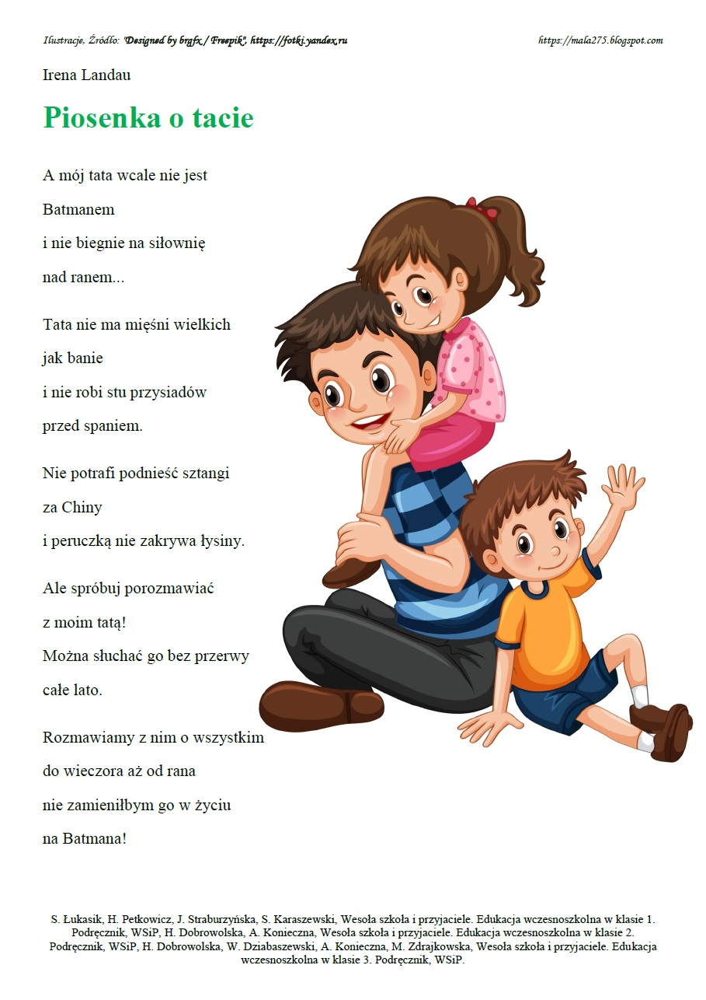 Ilustracje, Źródło: "Designed by brgfx / Freepik", https://fotki.yandex.ru
https://mala275.blogspot.com
Irena Landau
Piosenka o tacie
A mój tata wcale nie jest
Batmanem
i nie biegnie na siłownię
nad ranem...
Tata nie ma mięśni wielkich
jak banie
i nie robi stu przysiadów
przed spaniem.
Nie potrafi podnieść sztangi
za Chiny
i peruczką nie zakrywa łysiny.
Ale spróbuj porozmawiać
z moim tatą!
Można słuchać go bez przerwy
całe lato.
Rozmawiamy z nim o wszystkim
do wieczora aż od rana
nie zamieniłbym go w życiu
na Batmana!
S. Łukasik, H. Petkowicz, J. Straburzyńska, S. Karaszewski, Wesoła szkoła i przyjaciele. Edukacja wczesnoszkolna w klasie 1.
Podręcznik, WSiP, H. Dobrowolska, A. Konieczna, Wesoła szkoła i przyjaciele. Edukacja wczesnoszkolna w klasie 2.
Podręcznik, WSiP, H. Dobrowolska, W. Dziabaszewski, A. Konieczna, M. Zdrajkowska, Wesoła szkoła i przyjaciele. Edukacja
wczesnoszkolna w klasie 3. Podręcznik, WSiP.